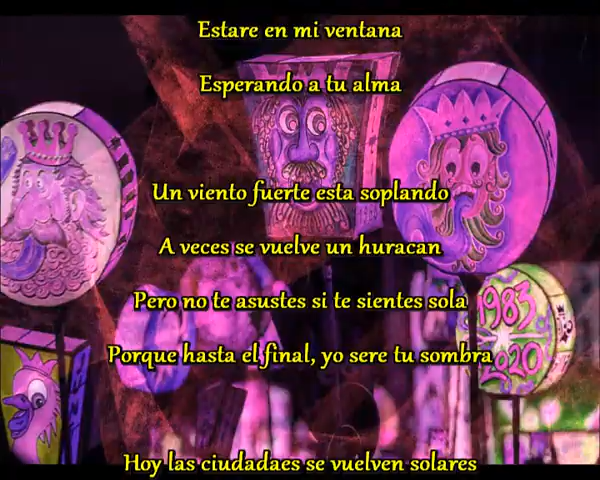 Estare en mi ventana
Esperando a tu alma
Un viento fuerte esta soplando
A veces se vuelve un huracan
Pero no te asustes si te sientes sola
1983
Porque hasta el final, yo sere tu sombra
2020
Hoy las ciudadaes se vuelven solares